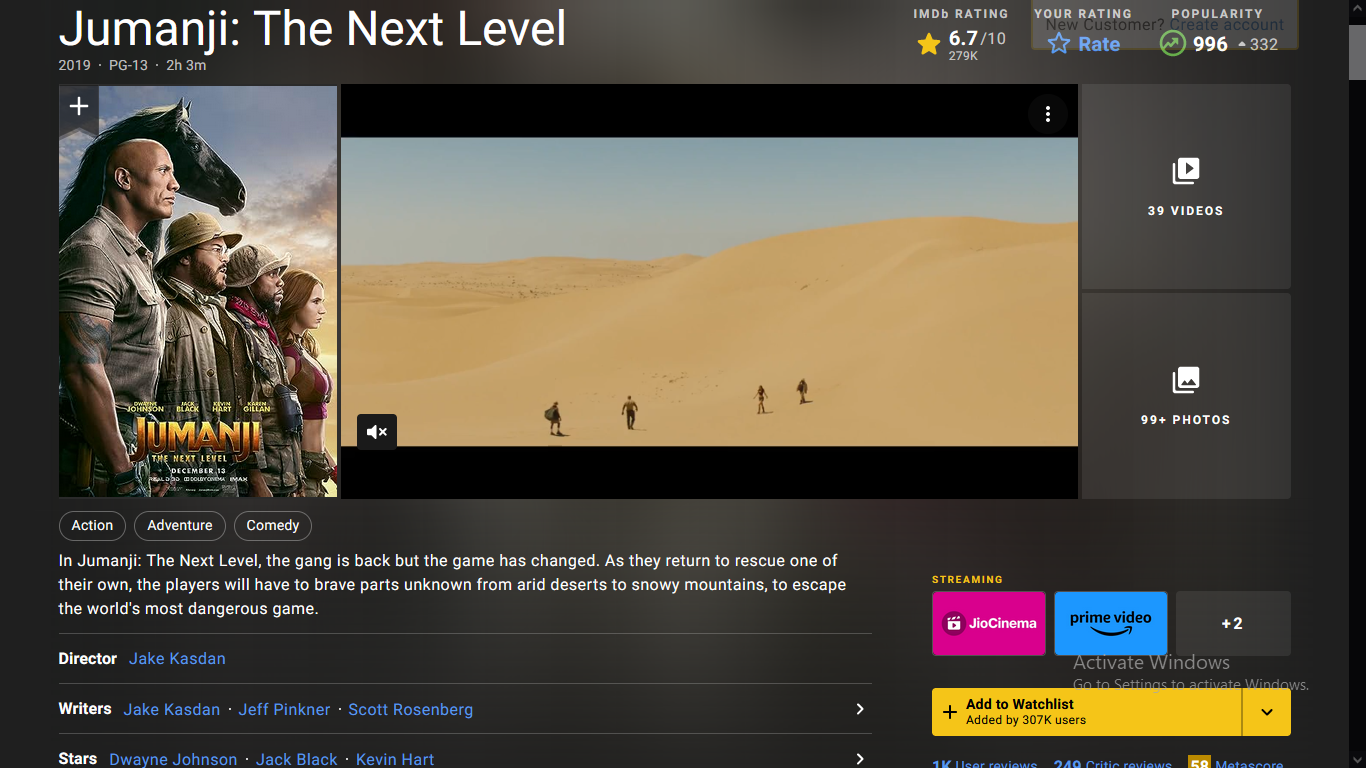 Jumanji: The Next Level
2019 · PG-13 · 2h 3m
IMDb RATING
6.7/10
279K
YOUR RATING
Rate
POPULARITY
996
332
New Customer? Create account
39 VIDEOS
99+ PHOTOS
DWAYNE JOHNSON JACK BLACK KEVIN HART KAREN GILLAN
JUMANJI
THE NEXT LEVEL
DECEMBER 13
Action
Adventure
Comedy
In Jumanji: The Next Level, the gang is back but the game has changed. As they return to rescue one of
their own, the players will have to brave parts unknown from arid deserts to snowy mountains, to escape
the world's most dangerous game.
Director Jake Kasdan
Writers Jake Kasdan · Jeff Pinkner · Scott Rosenberg
Stars Dwayne Johnson · Jack Black · Kevin Hart
STREAMING
JioCinema
prime video
+2
Activate Windows
Go to Settings to activate Windows.
Add to Watchlist
Added by 307K users
1K User reviews
249 Critic reviews
58 Metascore